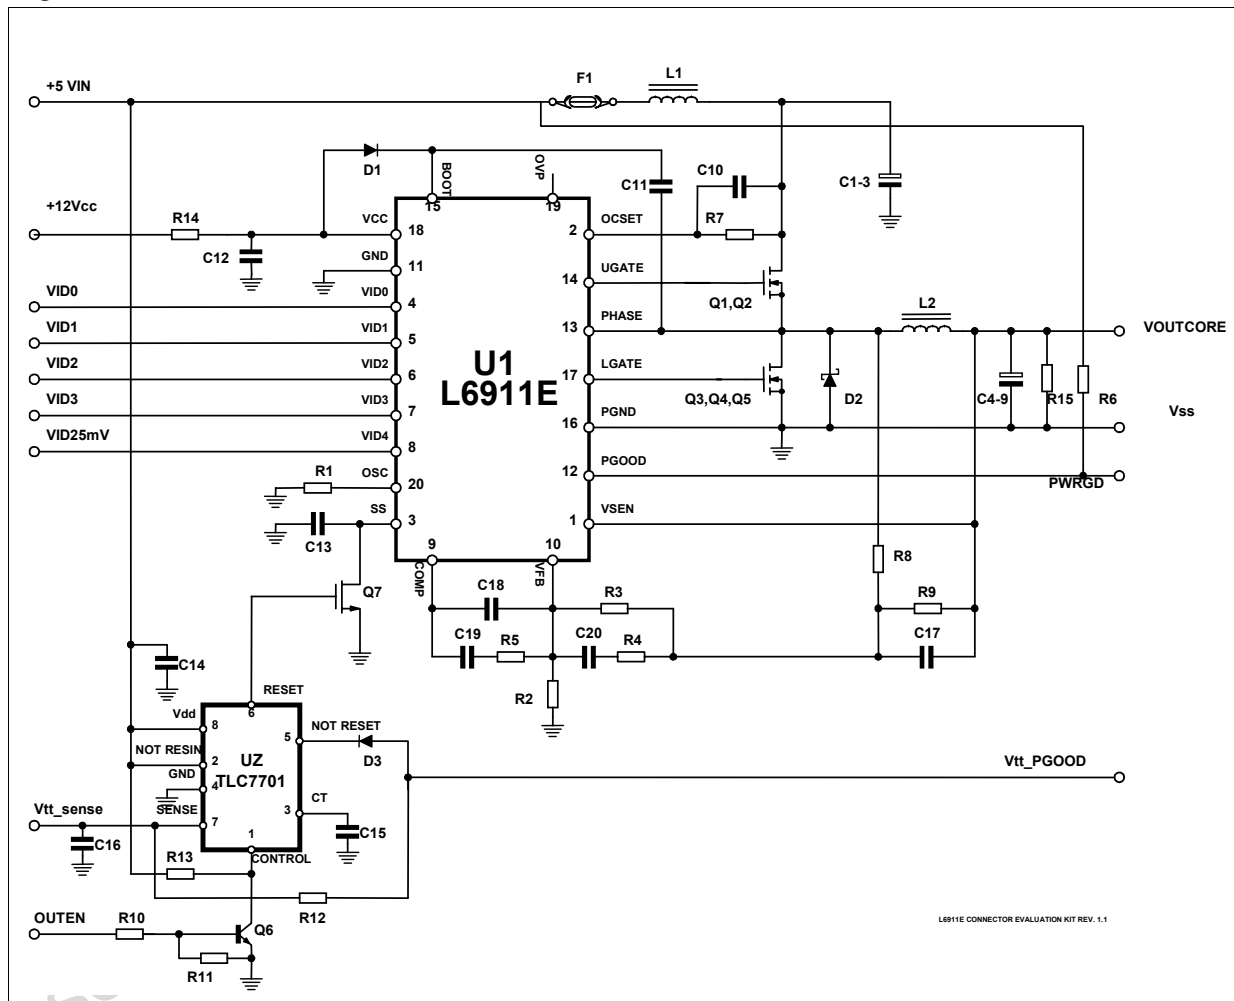 +5 VIN
F1
L1
D1
BOOT
OVP
C11
C10
C1-3
+12Vcc
R14
VCC
15
19
OCSET
R7
18
2
C12
GND
11
UGATE
14
Q1,Q2
VID0
VID0
4
PHASE
13
L2
VOUTCORE
VID1
VID1
5
U1
L6911E
VID2
VID2
6
LGATE
17
Q3,Q4,Q5
D2
C4-9
R15
R6
VID3
VID3
7
PGND
16
Vss
VID25mV
VID4
8
PGOOD
12
PWRGD
OSC
R1
20
SS
3
VSEN
1
C13
9
10
COMP
VFB
R8
Q7
C18
R3
R9
C19
R5
C20
R4
C17
C14
R2
RESET
6
Vdd
8
NOT RESET
5
D3
NOT RESIN
2
UZ
TLC7701
GND
4
Vtt_PGOOD
Vtt_sense
SENSE
7
CT
3
C15
C16
1
CONTROL
R13
R12
OUTEN
R10
Q6
R11
L6911E CONNECTOR EVALUATION KIT REV. 1.1